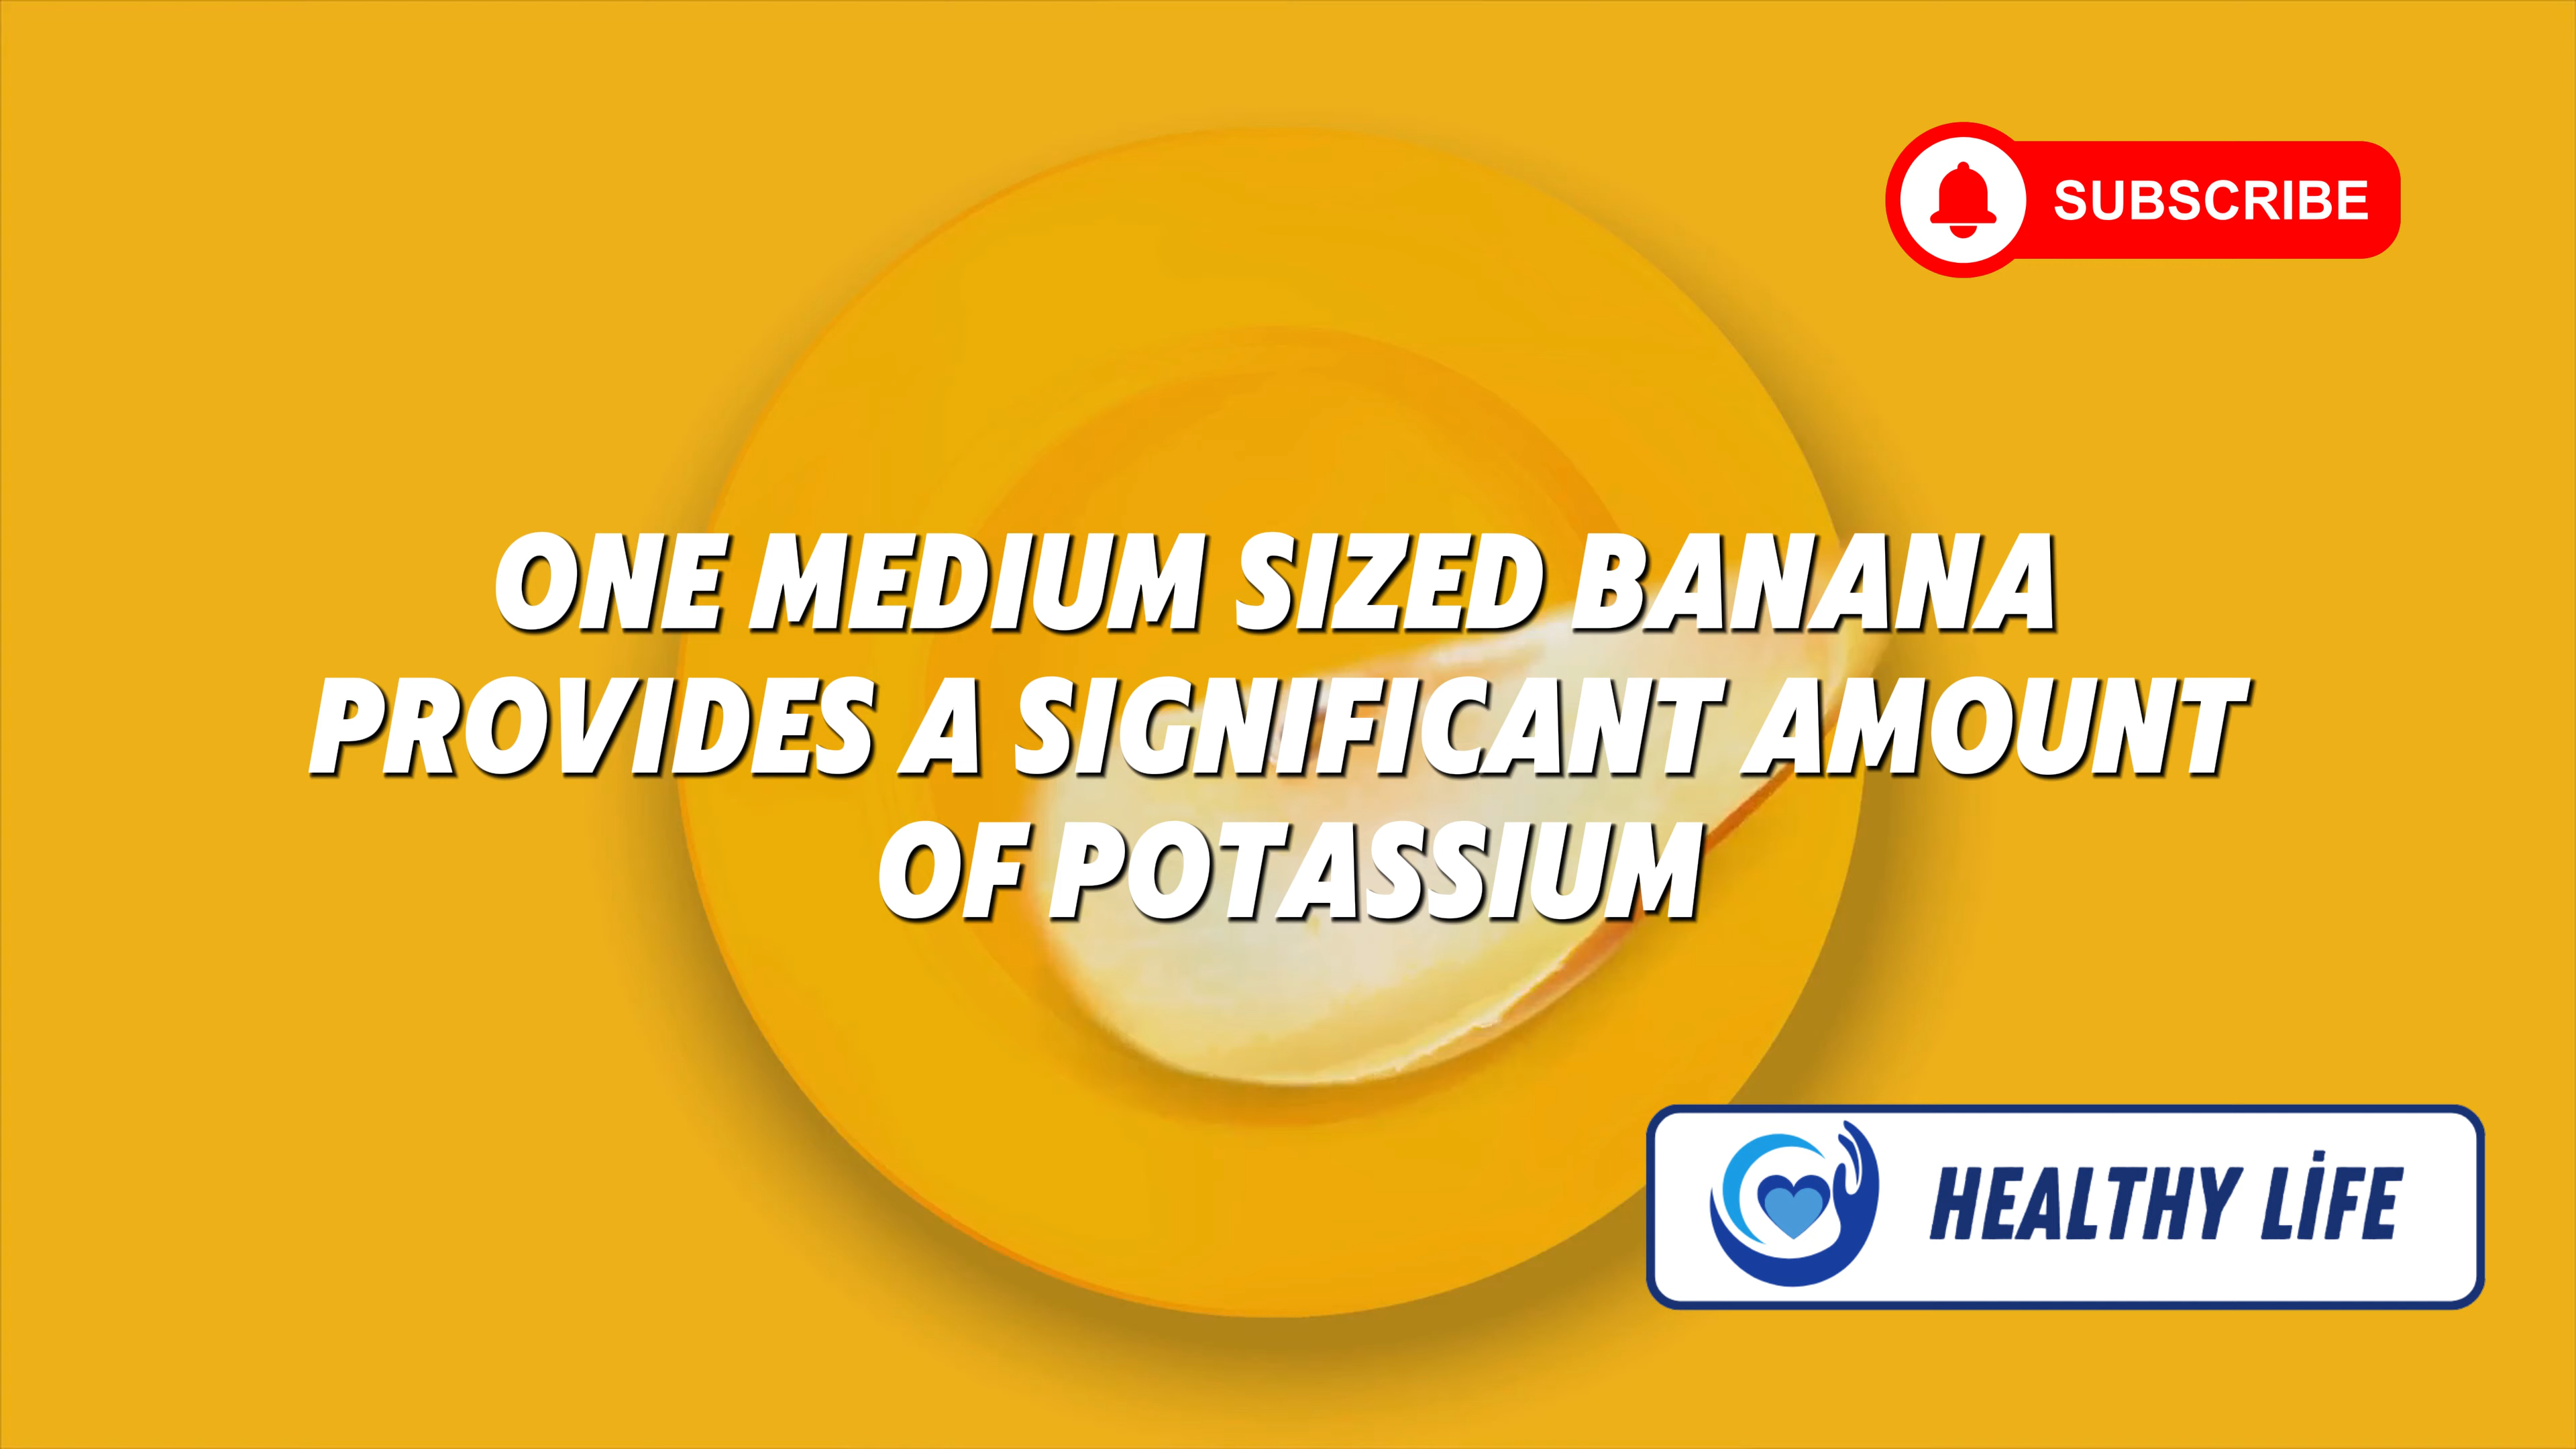 SUBSCRIBE
ONE MEDIUM SIZED BANANA
PROVIDES A SIGNIFICANT AMOUNT
OF POTASSIUM
HEALTHY LİFE